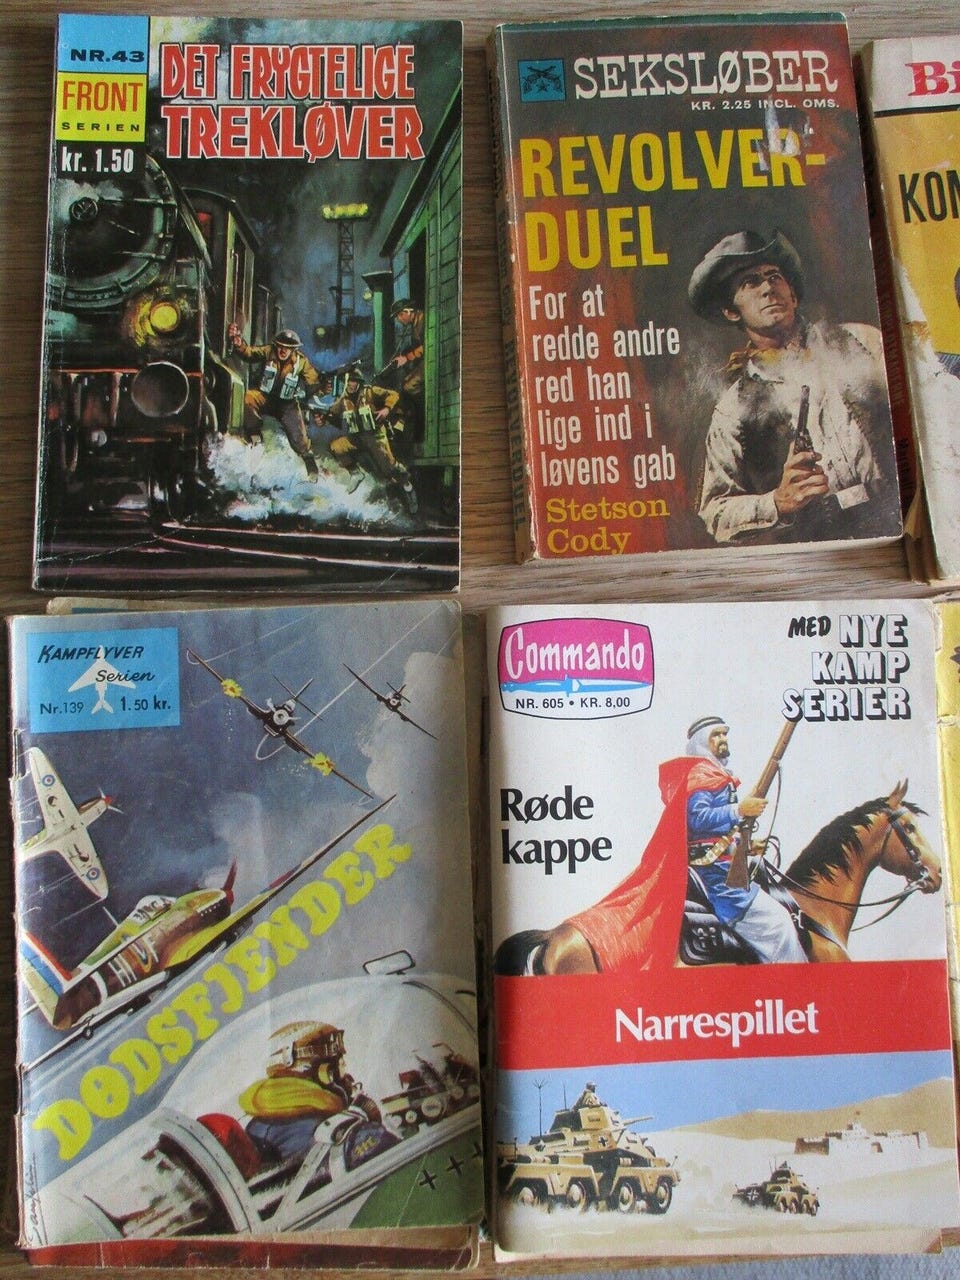 NR.43
FRONT
SERIEN
kr. 1.50
DET FRYGTELIGE
TREKLØVER
SEKSLØBER
KR. 2.25 INCL. OMS.
REVOLVER-
DUEL
For at
redde andre
red han
lige ind i
løvens gab
Stetson
Cody
KAMPFLYVER
Serien
Nr.139 1.50 kr.
DØDSFJENDER
Commando
NR. 605 • KR. 8,00
MED NYE
KAMP
SERIER
Røde
kappe
Narrespillet